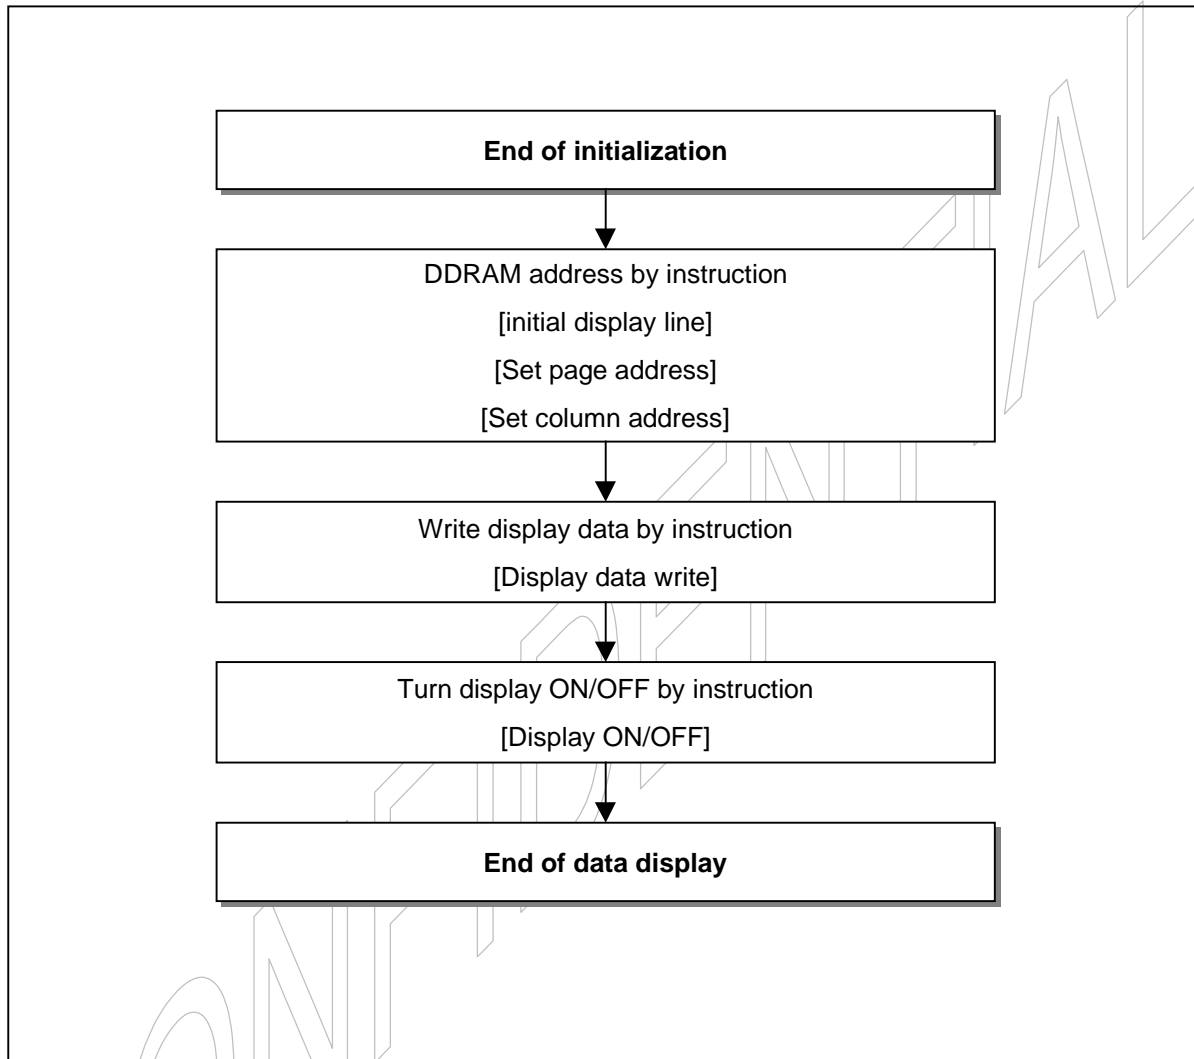 End of initialization
DDRAM address by instruction
[initial display line]
[Set page address]
[Set column address]
Write display data by instruction
[Display data write]
Turn display ON/OFF by instruction
[Display ON/OFF]
End of data display